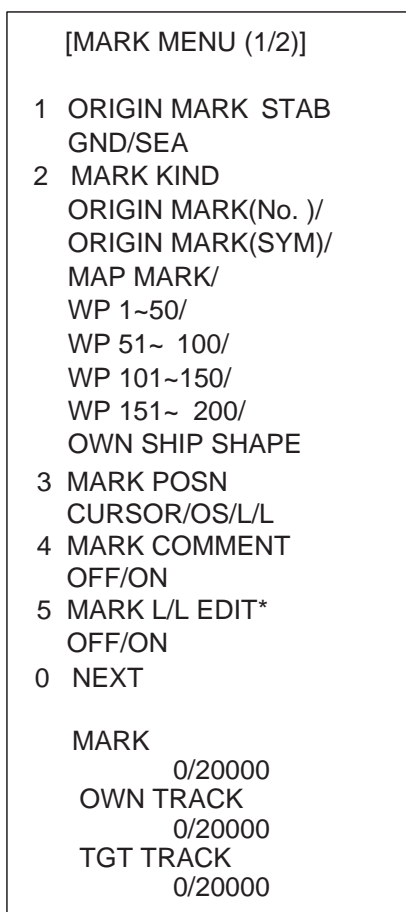 [MARK MENU (1/2)]
1 ORIGIN MARK STAB
GND/SEA
2 MARK KIND
ORIGIN MARK(No. )/
ORIGIN MARK(SYM)/
MAP MARK/
WP 1~50/
WP 51~ 100/
WP 101~150/
WP 151~ 200/
OWN SHIP SHAPE
3 MARK POSN
CURSOR/OS/L/L
4 MARK COMMENT
OFF/ON
5 MARK L/L EDIT*
OFF/ON
0 NEXT
MARK
0/20000
OWN TRACK
0/20000
TGT TRACK
0/20000